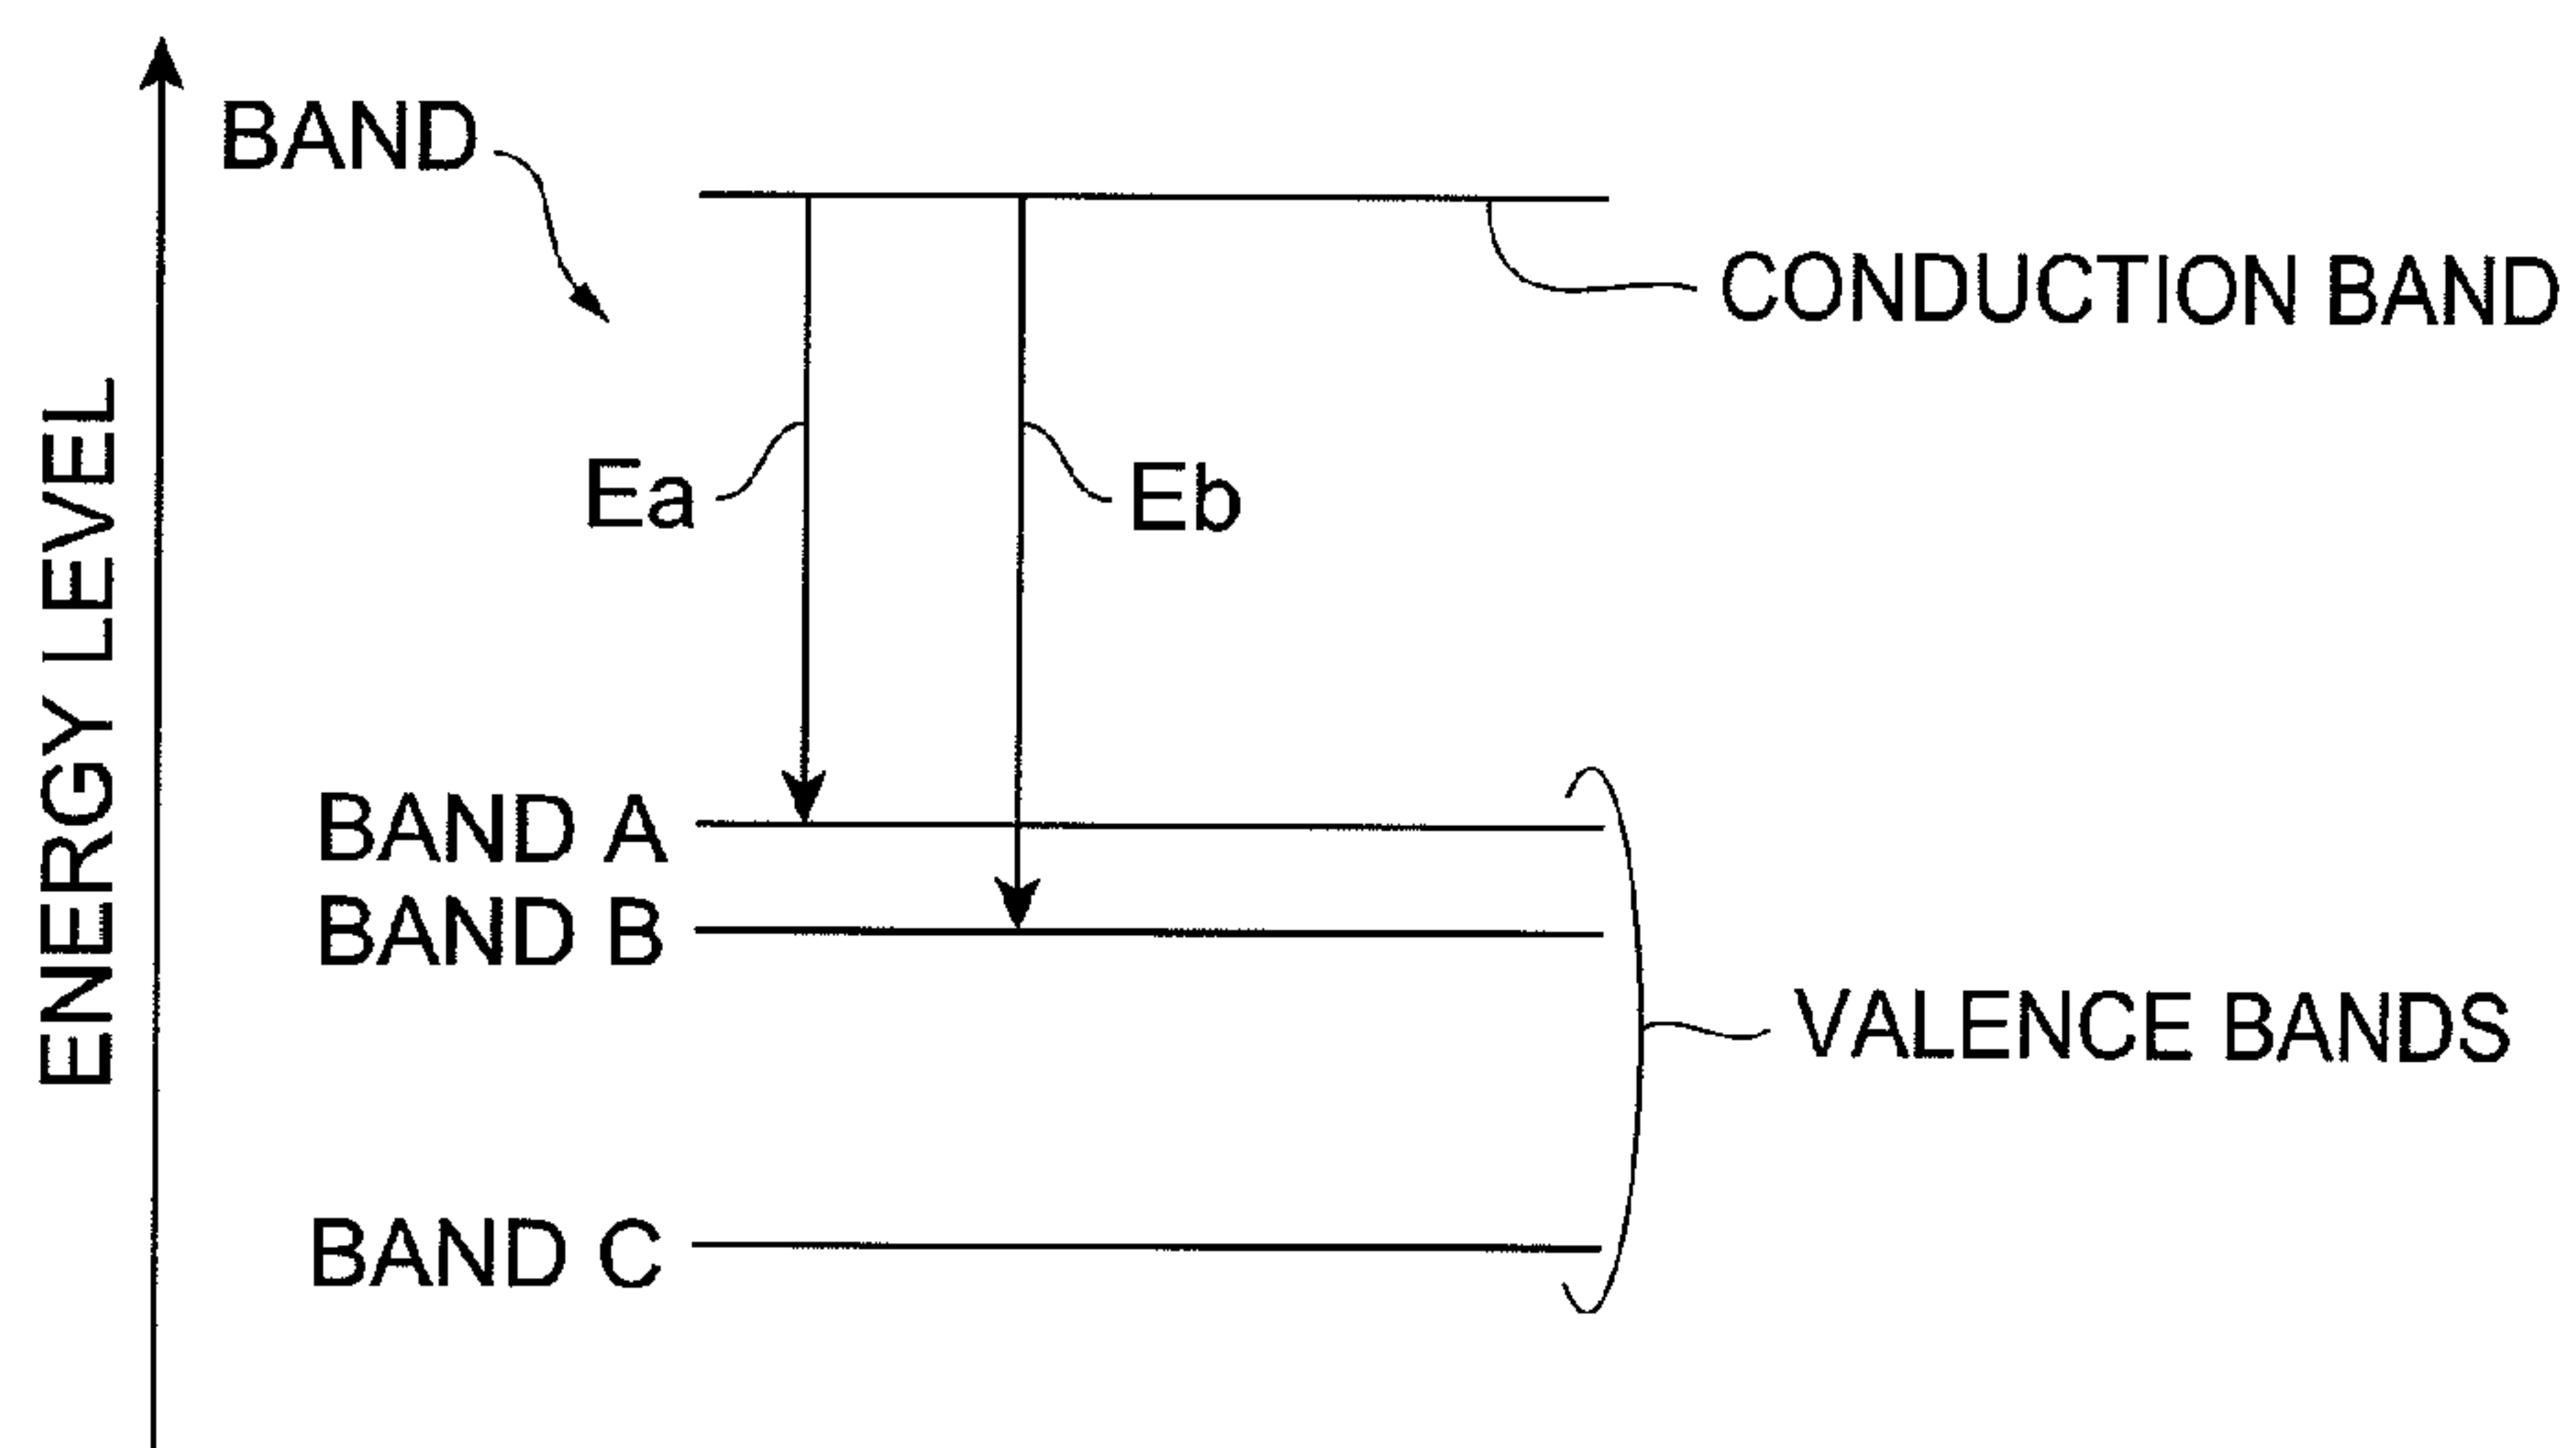 BAND
CONDUCTION BAND
ENERGY LEVEL
Ea
Eb
BAND A
BAND B
VALENCE BANDS
BAND C